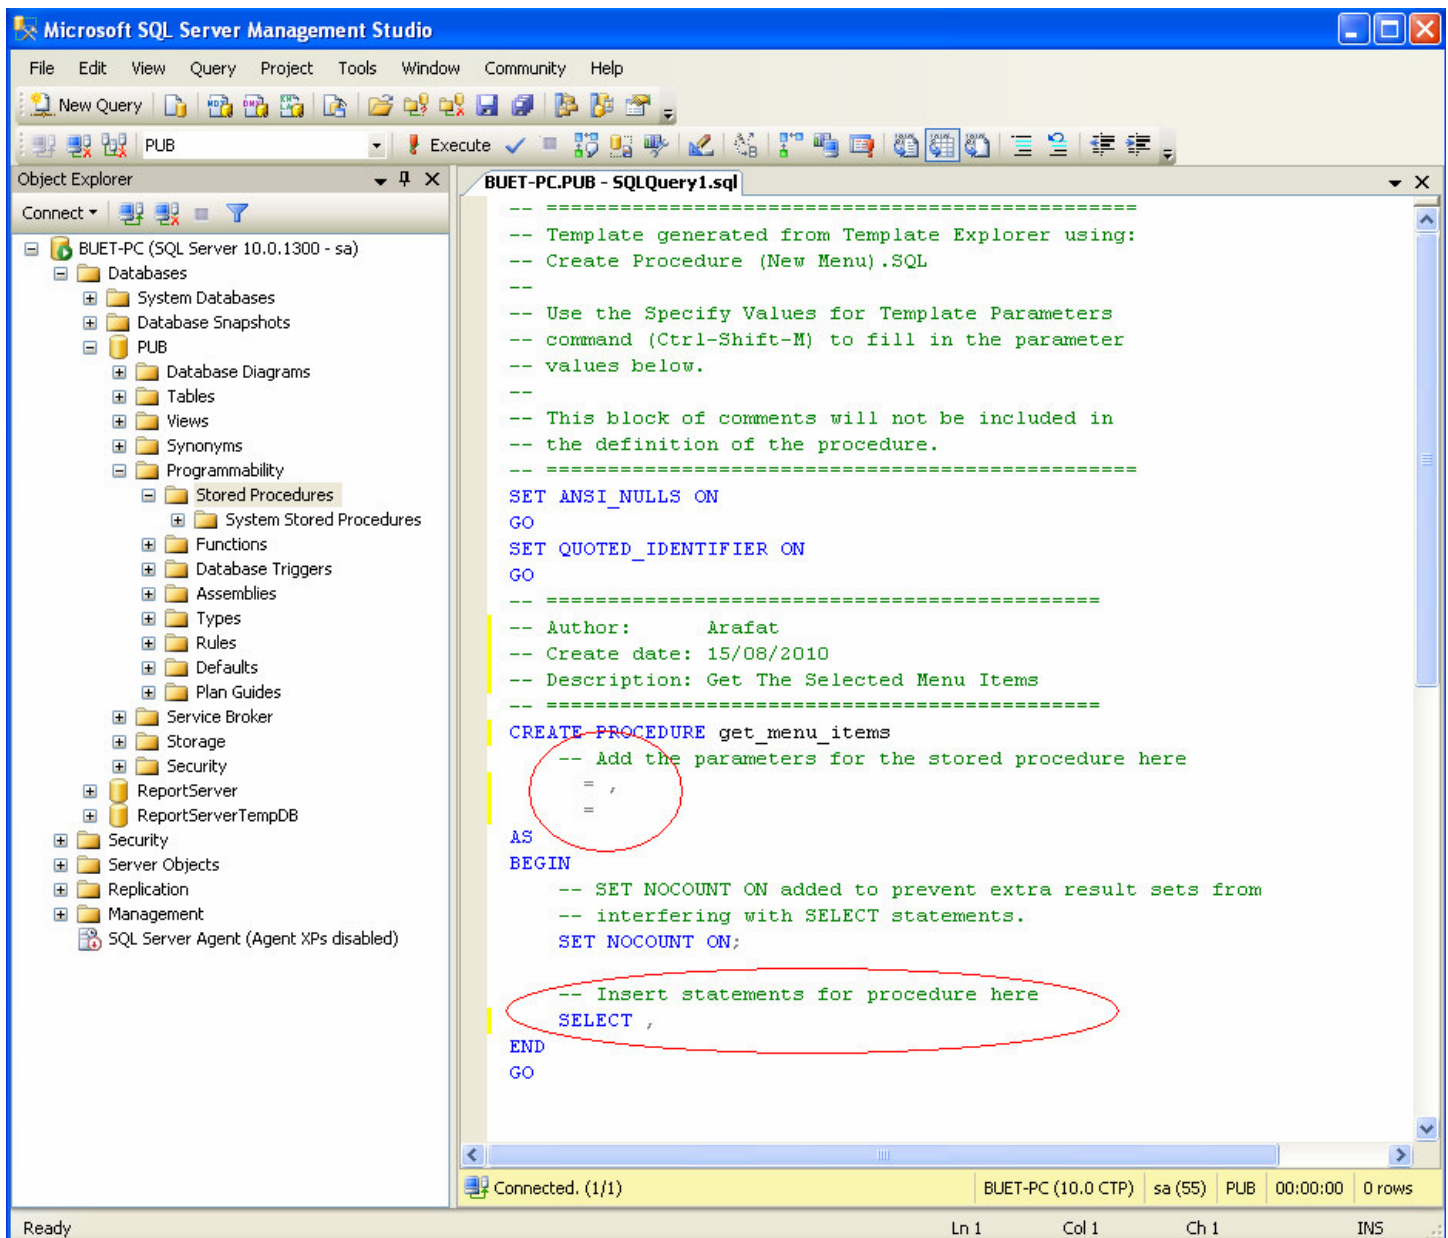 Microsoft SQL Server Management Studio
File Edit View Query Project Tools Window Community Help
New Query
PUB Execute
Object Explorer
BUET-PC.PUB - SQLQuery1.sql
Connect
BUET-PC (SQL Server 10.0.1300 - sa)
Databases
System Databases
Database Snapshots
PUB
Database Diagrams
Tables
Views
Synonyms
Programmability
Stored Procedures
System Stored Procedures
Functions
Database Triggers
Assemblies
Types
Rules
Defaults
Plan Guides
Service Broker
Storage
Security
ReportServer
ReportServerTempDB
Security
Server Objects
Replication
Management
SQL Server Agent (Agent XPs disabled)
-- ================================================
-- Template generated from Template Explorer using:
-- Create Procedure (New Menu).SQL
--
-- Use the Specify Values for Template Parameters
-- command (Ctrl-Shift-M) to fill in the parameter
-- values below.
--
-- This block of comments will not be included in
-- the definition of the procedure.
-- ================================================
SET ANSI_NULLS ON
GO
SET QUOTED_IDENTIFIER ON
GO
-- =============================================
-- Author: Arafat
-- Create date: 15/08/2010
-- Description: Get The Selected Menu Items
-- =============================================
CREATE PROCEDURE get_menu_items
-- Add the parameters for the stored procedure here
= ,
=
AS
BEGIN
-- SET NOCOUNT ON added to prevent extra result sets from
-- interfering with SELECT statements.
SET NOCOUNT ON;
-- Insert statements for procedure here
SELECT ,
END
GO
Connected. (1/1) BUET-PC (10.0 CTP) sa (55) PUB 00:00:00 0 rows
Ready Ln 1 Col 1 Ch 1 INS